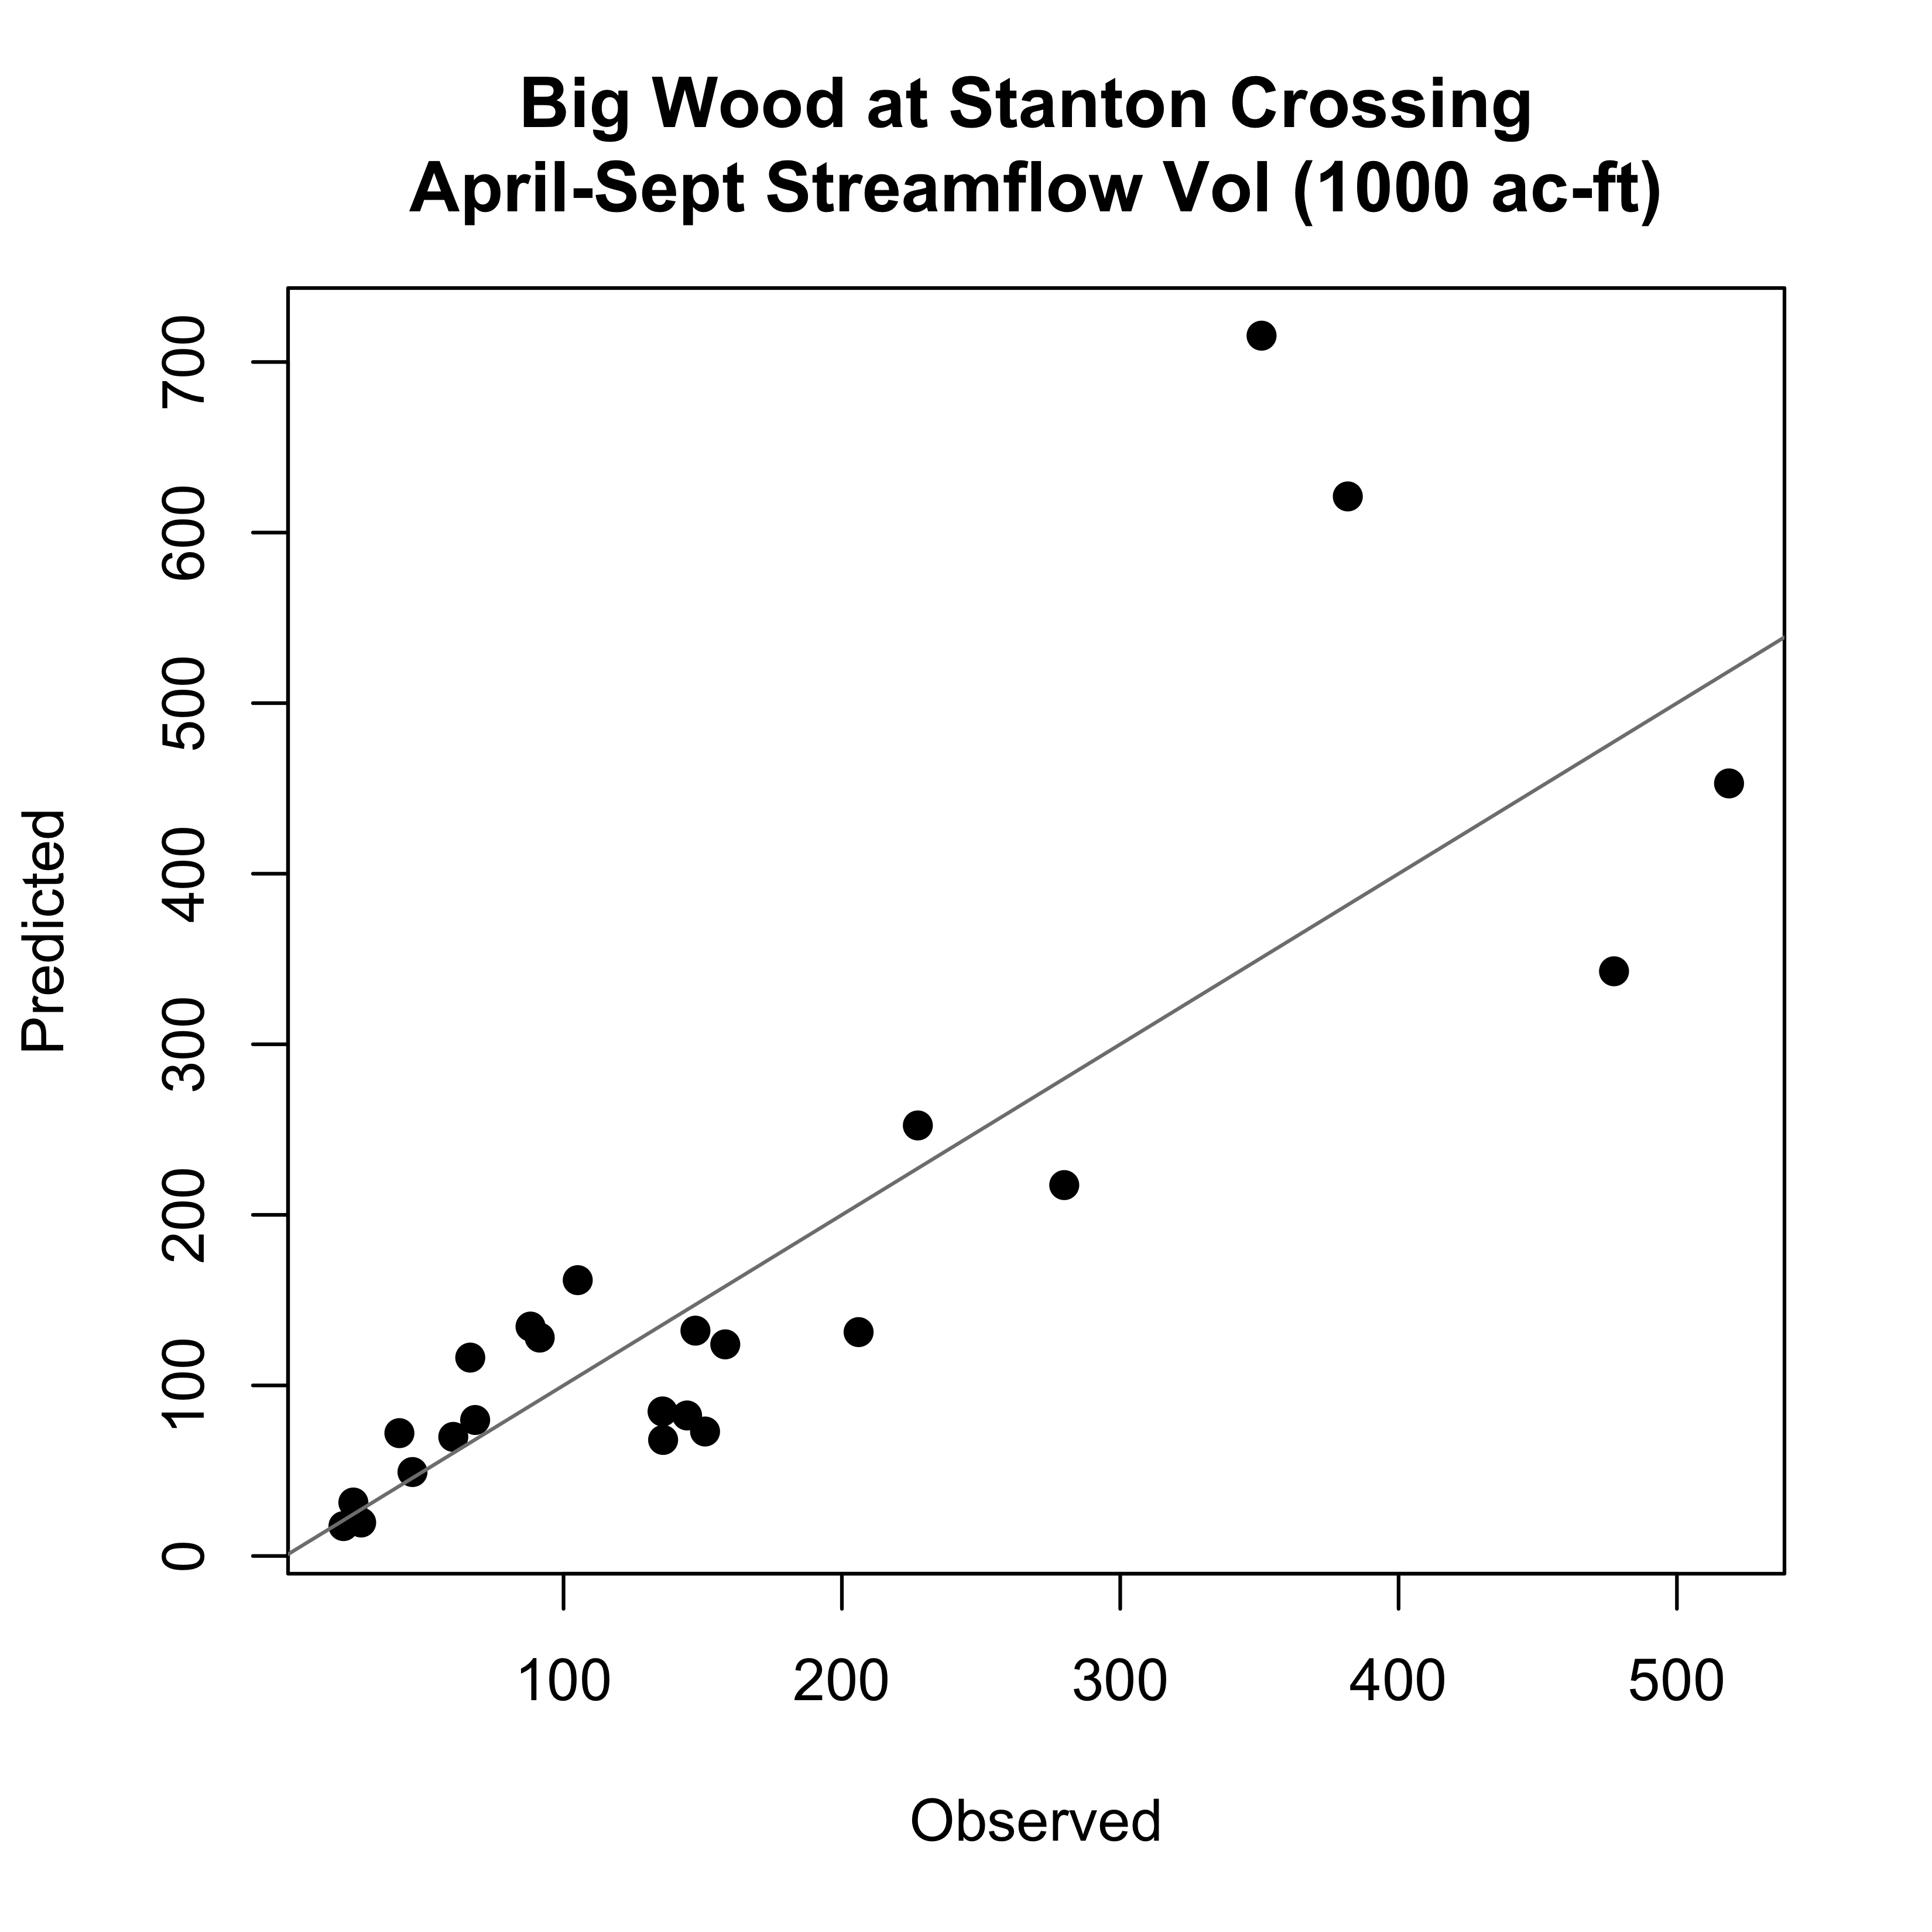 Big Wood at Stanton Crossing
April-Sept Streamflow Vol (1000 ac-ft)
700
600
500
400
300
200
100
0
Predicted
100 200 300 400 500
Observed